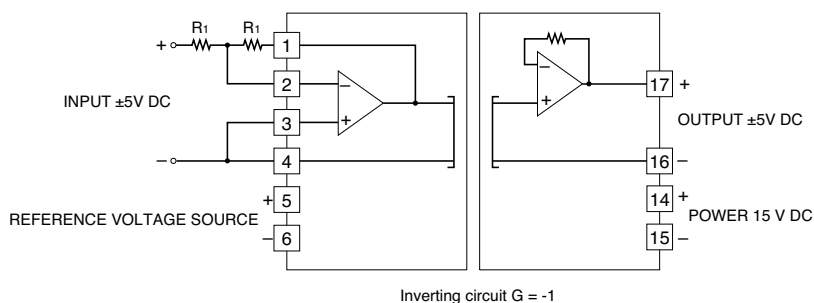 R1 R1
+ 1
2 −
INPUT ±5V DC
3 +
− 4
+ 5
REFERENCE VOLTAGE SOURCE
− 6
−
+
17 +
OUTPUT ±5V DC
16 −
14 +
POWER 15 V DC
15 −
Inverting circuit G = -1